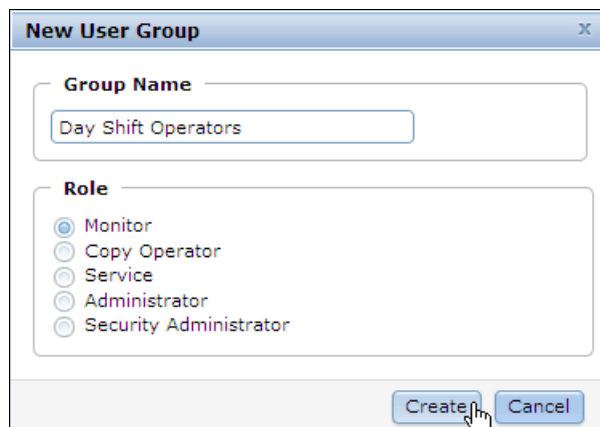 New User Group x
Group Name
Day Shift Operators
Role
Monitor
Copy Operator
Service
Administrator
Security Administrator
Create Cancel